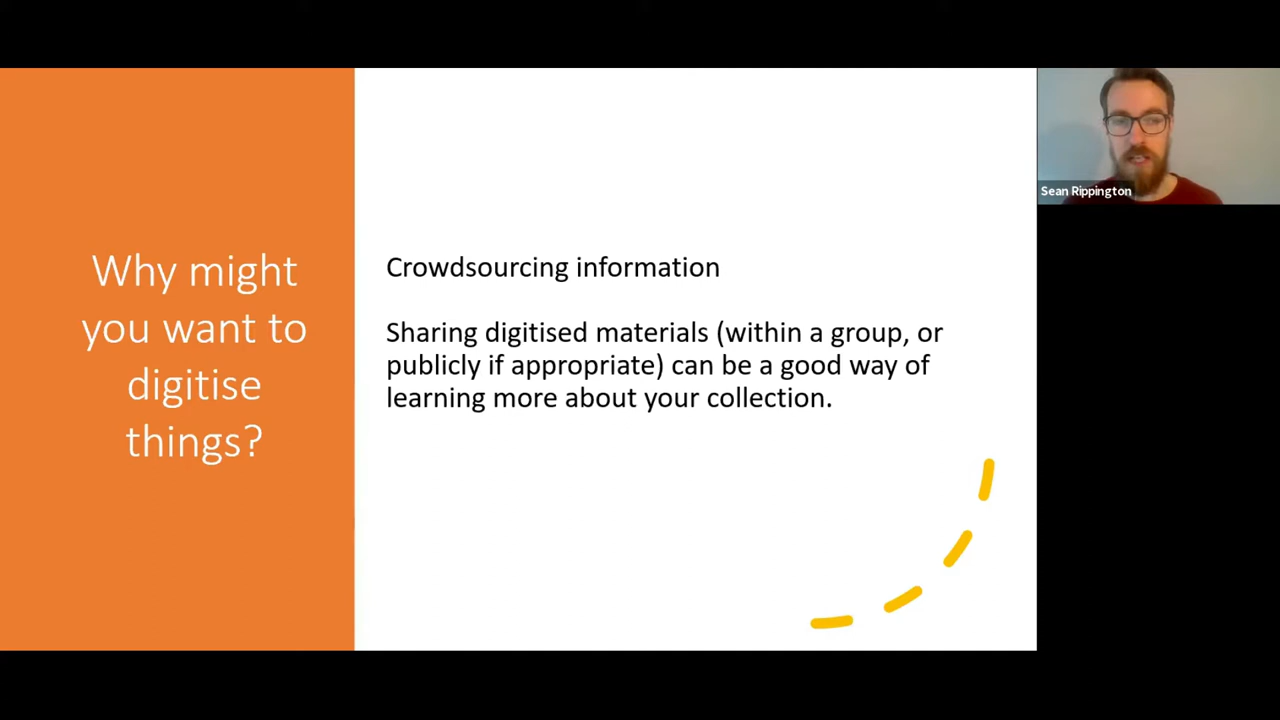 Why might
you want to
digitise
things?
Crowdsourcing information
Sharing digitised materials (within a group, or
publicly if appropriate) can be a good way of
learning more about your collection.
Sean Rippington